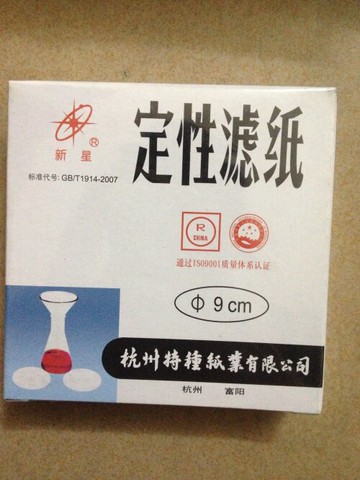 定性滤纸
新星®
标准代号: GB/T1914-2007
R
CHINA
通过ISO9001质量体系认证
Φ 9cm
杭州特種紙業有限公司
杭州 富阳